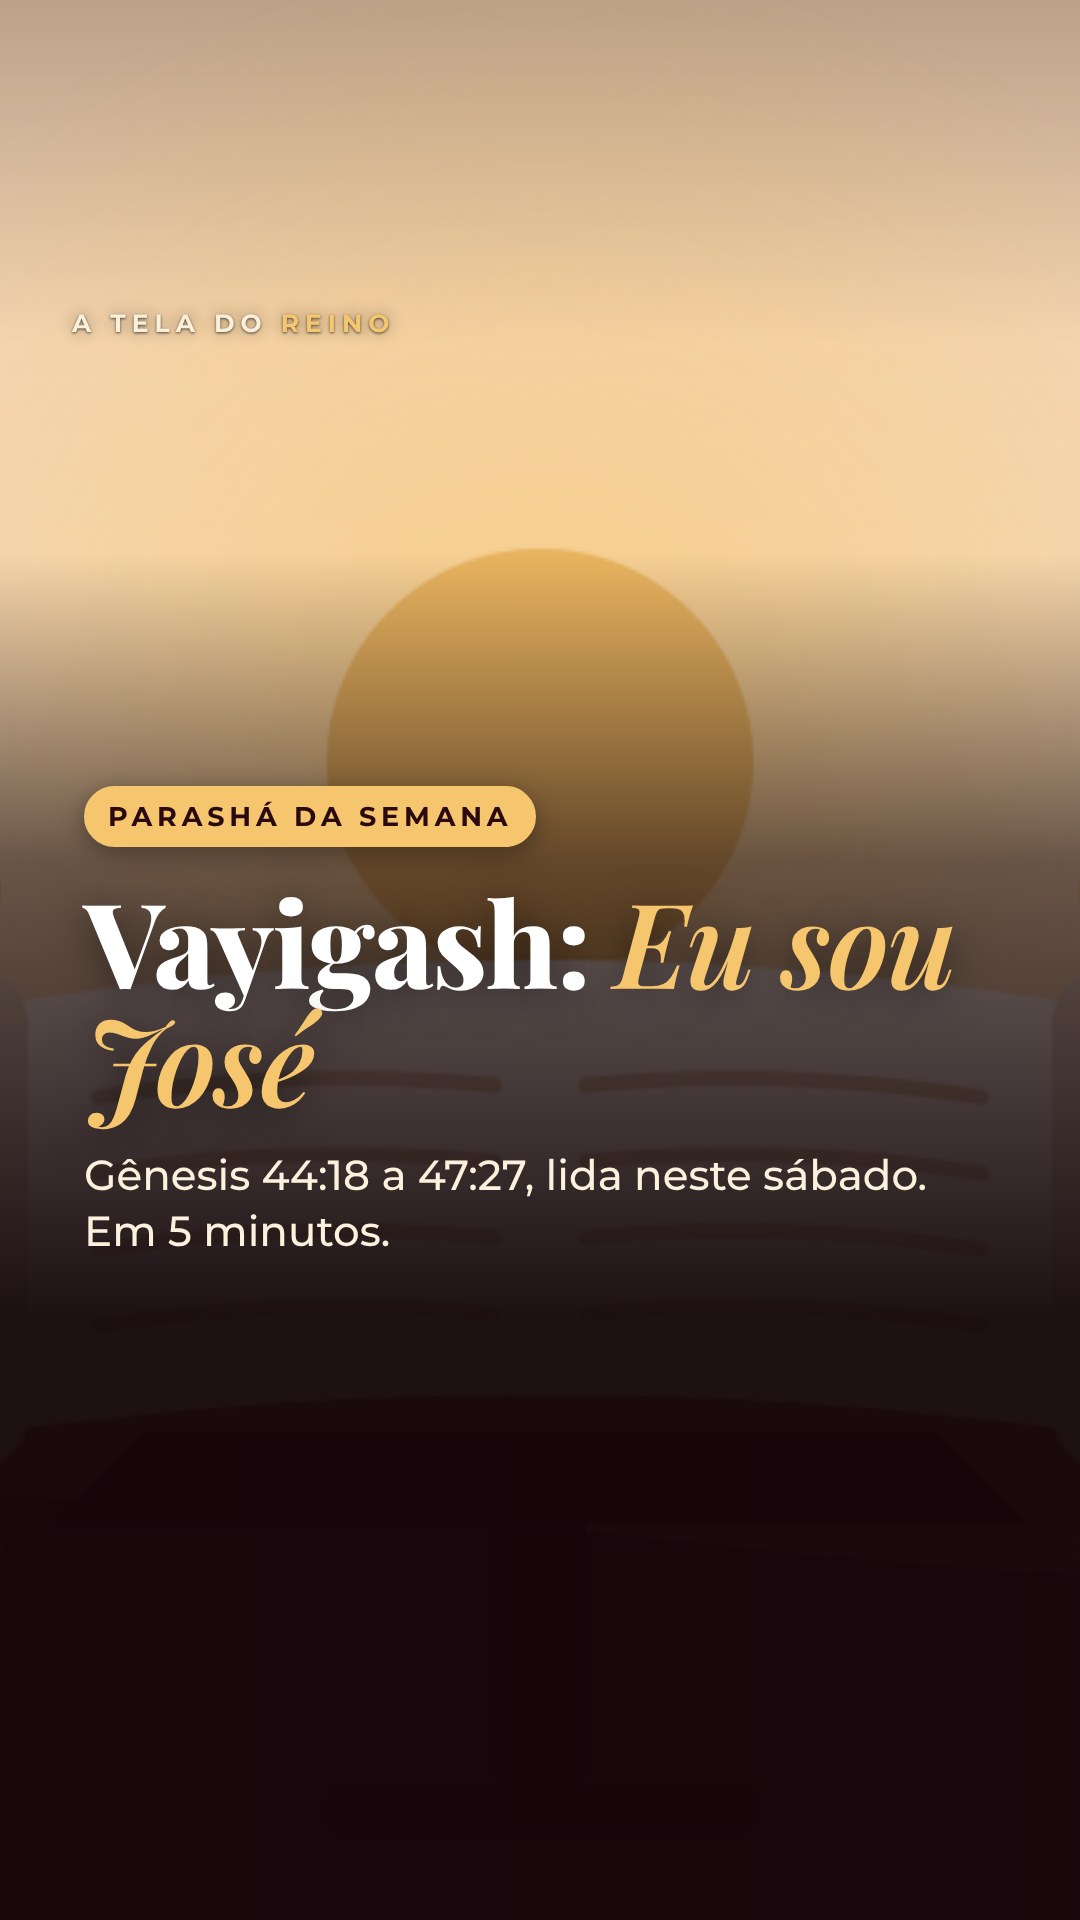 A TELA DO REINO
PARASHÁ DA SEMANA
Vayigash: Eu sou
José
Gênesis 44:18 a 47:27, lida neste sábado.
Em 5 minutos.